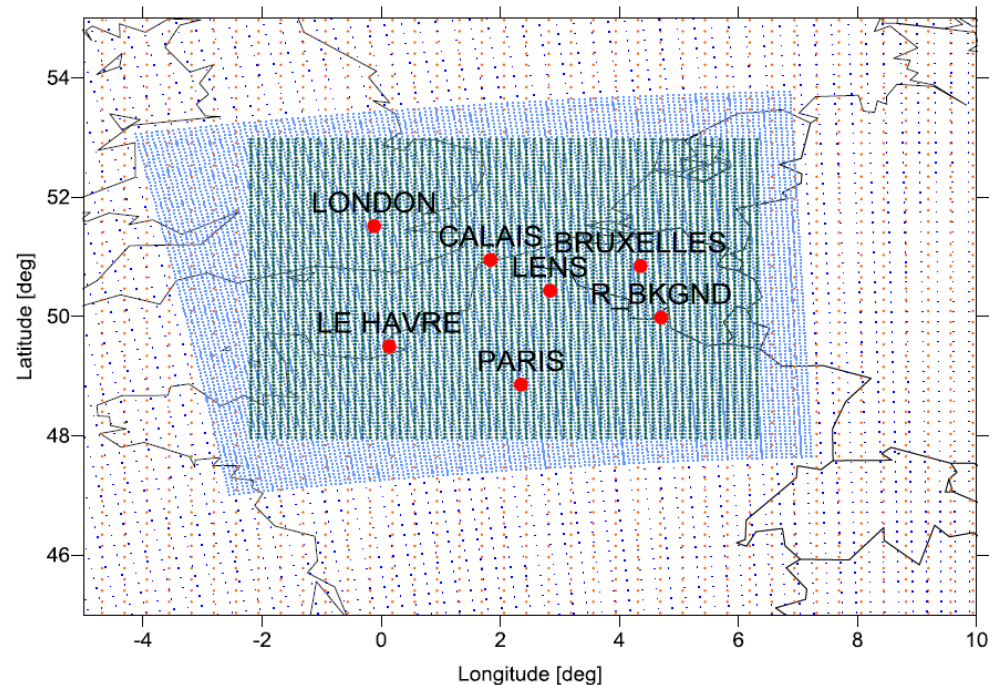 54
52
50
48
46
Latitude [deg]
LONDON
CALAIS
BRUXELLES
LENS
R_BKGND
LE HAVRE
PARIS
-4
-2
0
2
4
6
8
10
Longitude [deg]